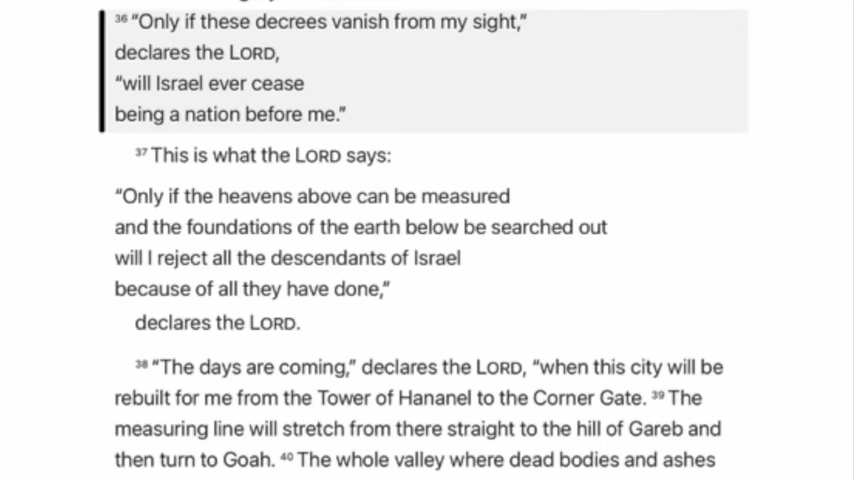 36 “Only if these decrees vanish from my sight,”
declares the LORD,
“will Israel ever cease
being a nation before me.”
37 This is what the LORD says:
“Only if the heavens above can be measured
and the foundations of the earth below be searched out
will I reject all the descendants of Israel
because of all they have done,”
declares the LORD.
38 “The days are coming,” declares the LORD, “when this city will be
rebuilt for me from the Tower of Hananel to the Corner Gate. 39 The
measuring line will stretch from there straight to the hill of Gareb and
then turn to Goah. 40 The whole valley where dead bodies and ashes